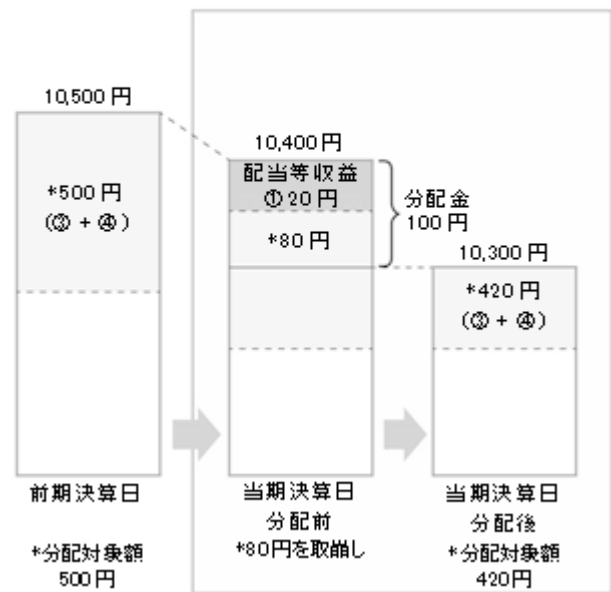 10,500円
*500円
(③+④)
前期決算日
*分配対象額
500円
10,400円
配当等収益
①20円
*80円
分配金
100円
当期決算日
分配前
*80円を取崩し
10,300円
*420円
(③+④)
当期決算日
分配後
*分配対象額
420円